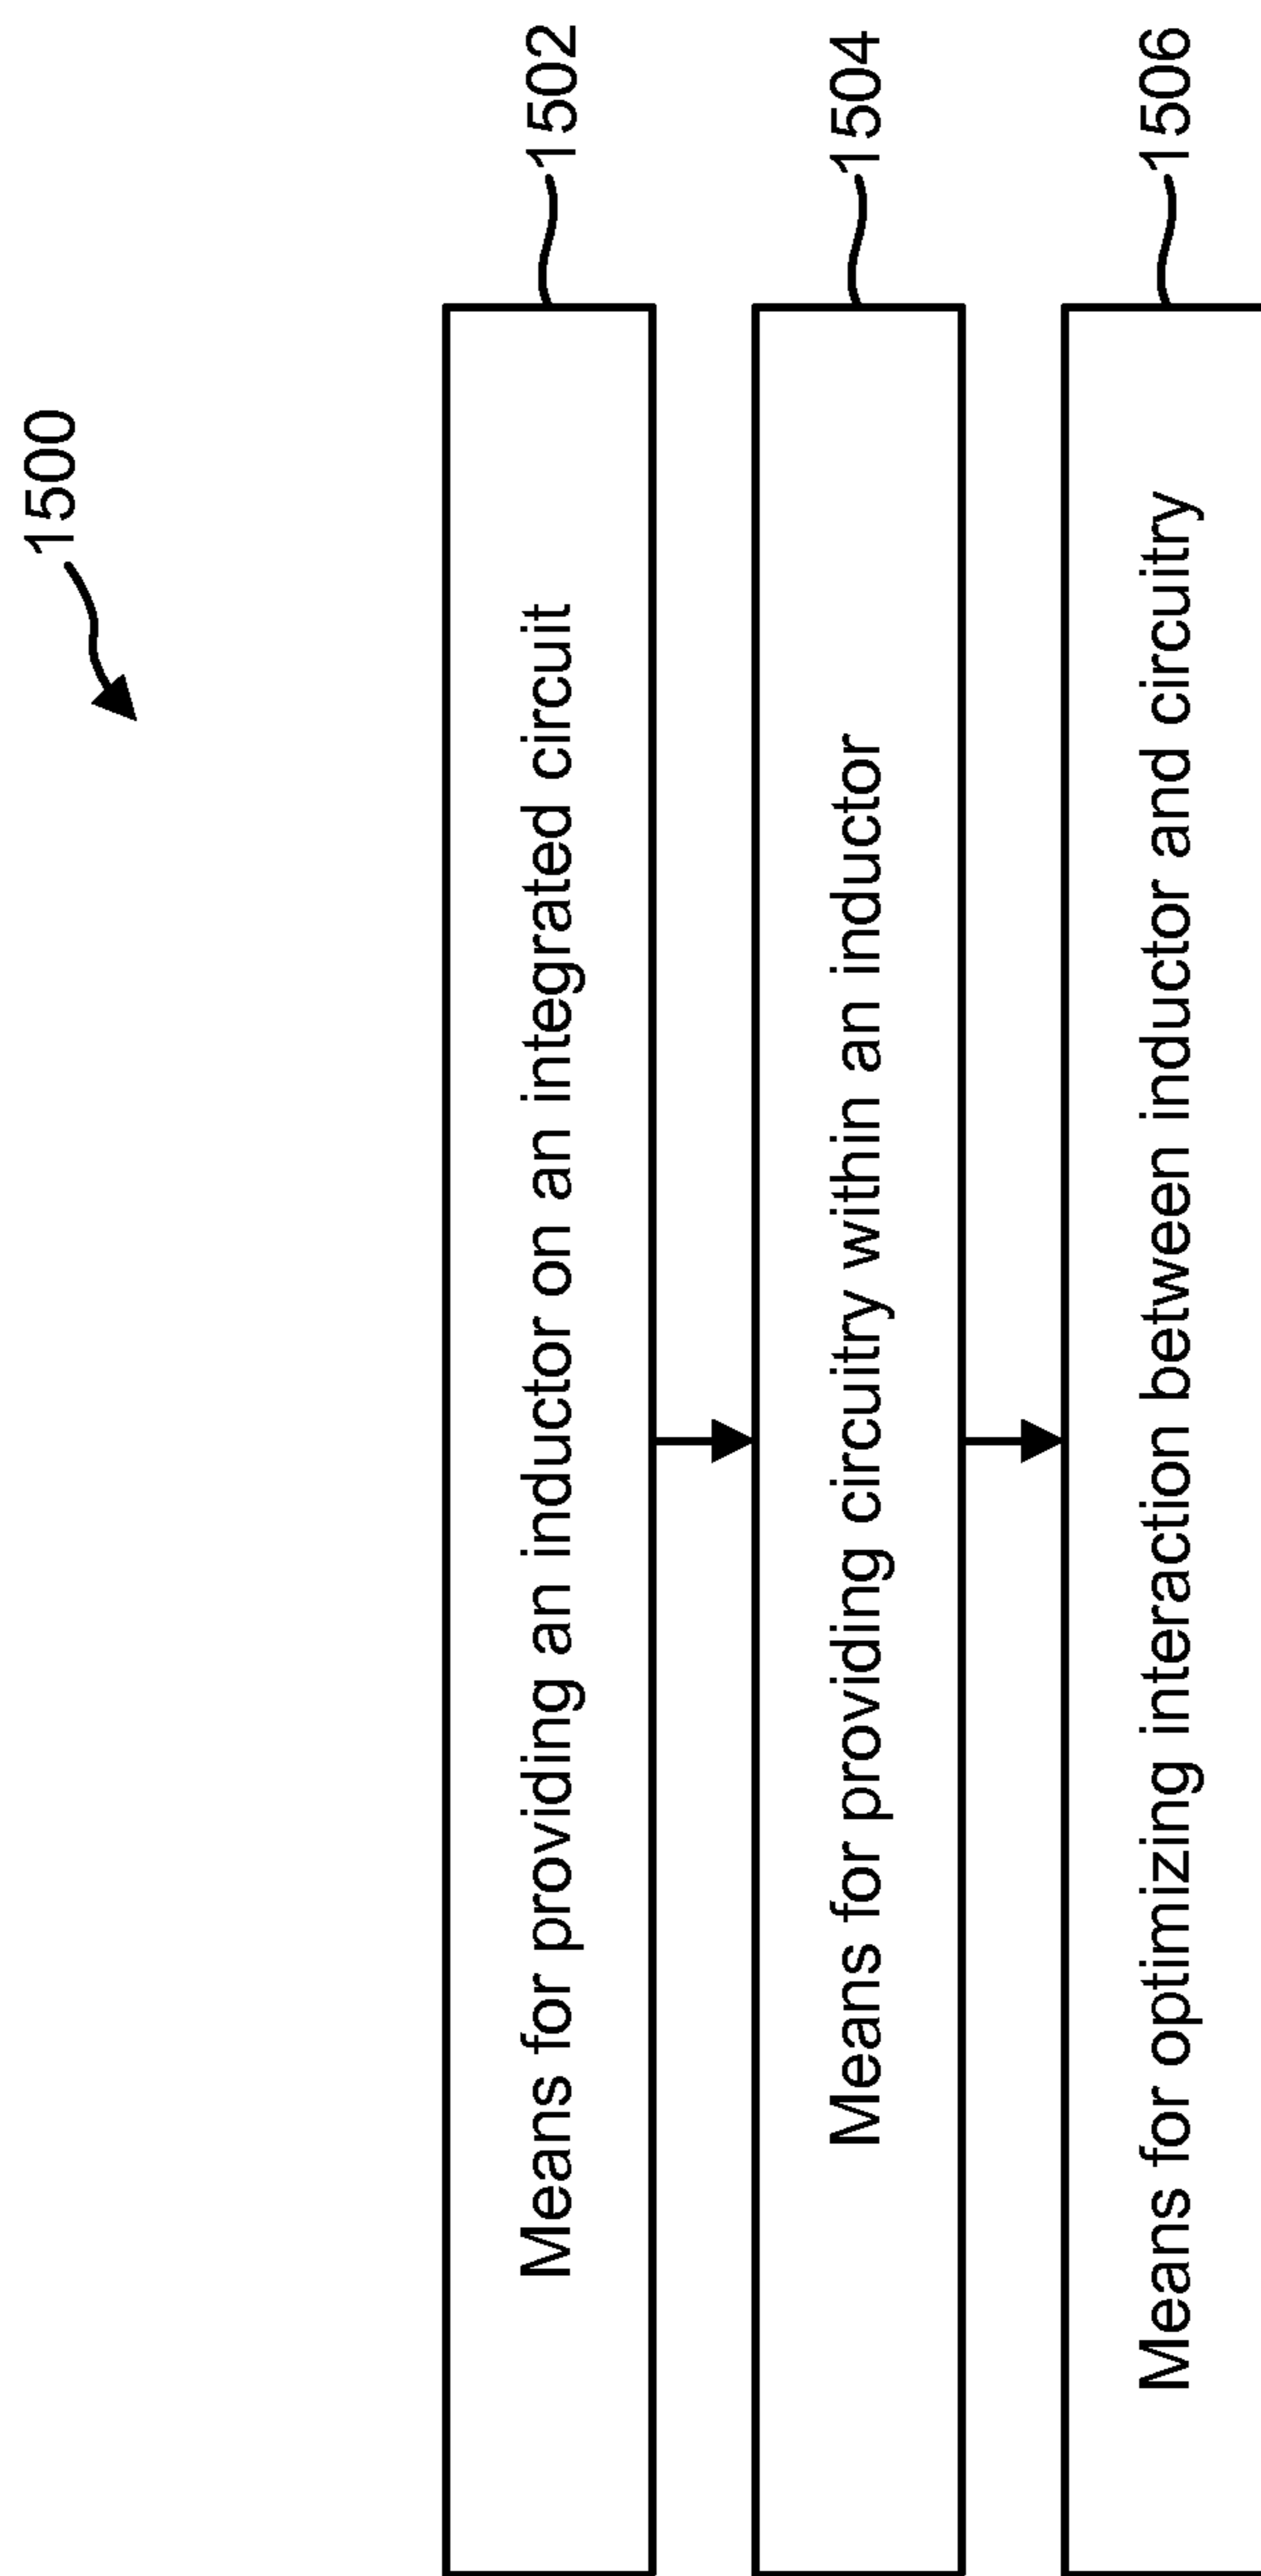 1500
Means for providing an inductor on an integrated circuit
1502
Means for providing circuitry within an inductor
1504
Means for optimizing interaction between inductor and circuitry
1506